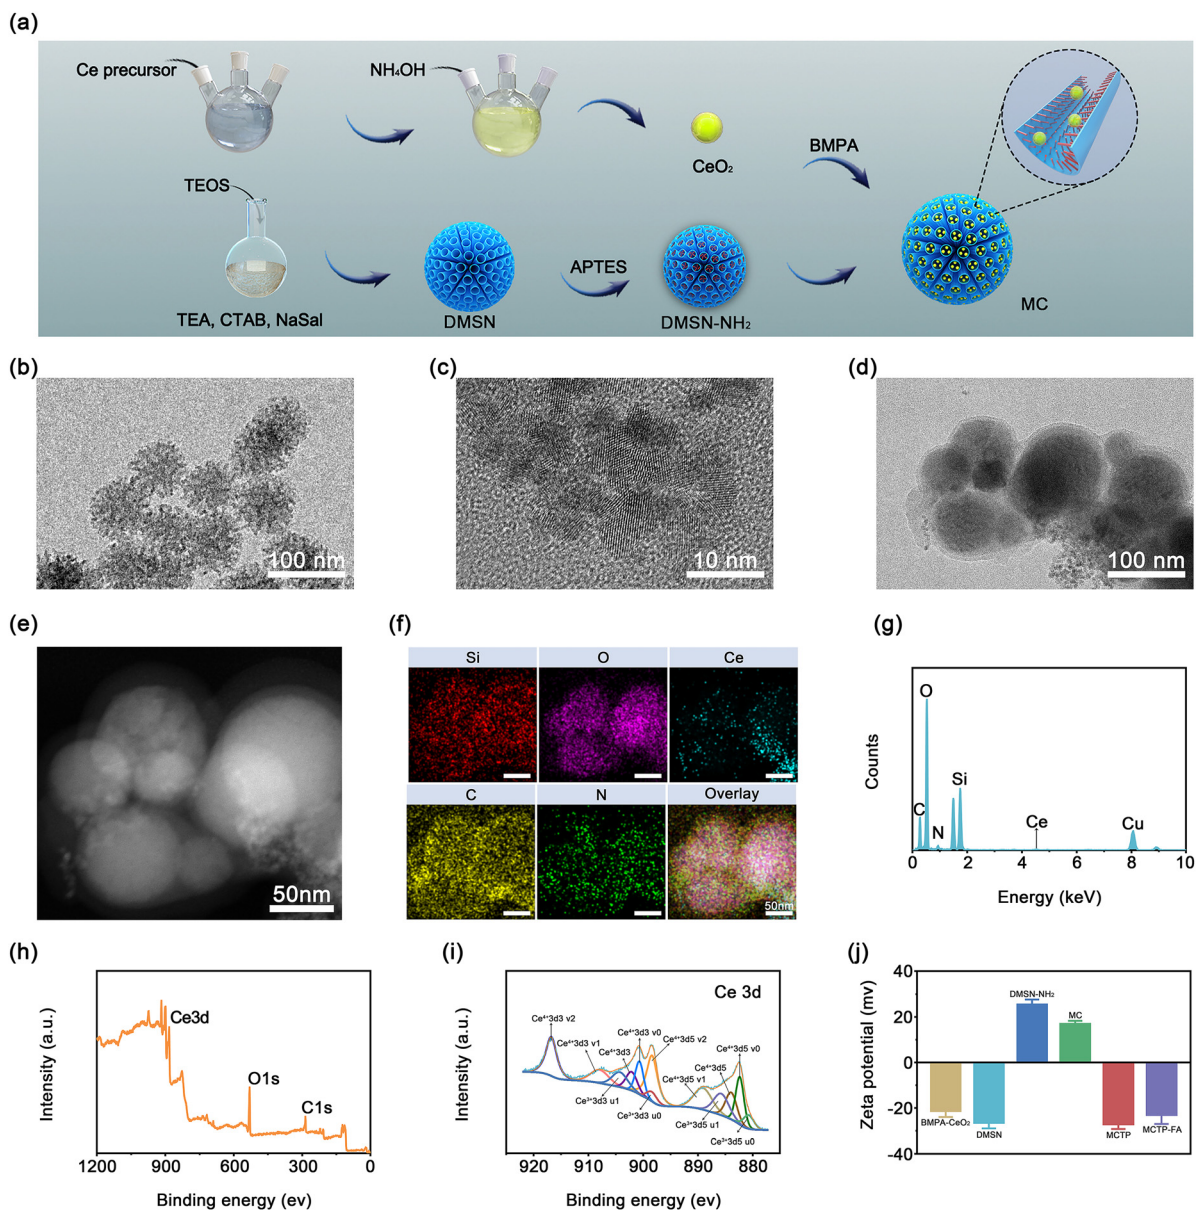 (a)
Ce precursor
NH₄OH
CeO₂
BMPA
TEOS
TEA, CTAB, NaSal
DMSN
APTES
DMSN-NH₂
MC
(b)
100 nm
(c)
10 nm
(d)
100 nm
(e)
50nm
(f)
Si
O
Ce
C
N
Overlay
50nm
(g)
Counts
O
C
N
Si
Ce
Cu
0 2 4 6 8 10
Energy (keV)
(h)
Intensity (a.u.)
Ce3d
O1s
C1s
1200 900 600 300 0
Binding energy (ev)
(i)
Intensity (a.u.)
Ce 3d
Ce⁴⁺3d3 v2
Ce⁴⁺3d3 v1
Ce⁴⁺3d3
Ce⁴⁺3d3 v0
Ce⁴⁺3d5 v2
Ce⁴⁺3d5 v1
Ce⁴⁺3d5
Ce⁴⁺3d5 v0
Ce³⁺3d3 u1
Ce³⁺3d3 u0
Ce³⁺3d5 u1
Ce³⁺3d5 u0
920 910 900 890 880
Binding energy (ev)
(j)
Zeta potential (mv)
40
20
0
-20
-40
BMPA-CeO₂
DMSN
DMSN-NH₂
MC
MCTP
MCTP-FA